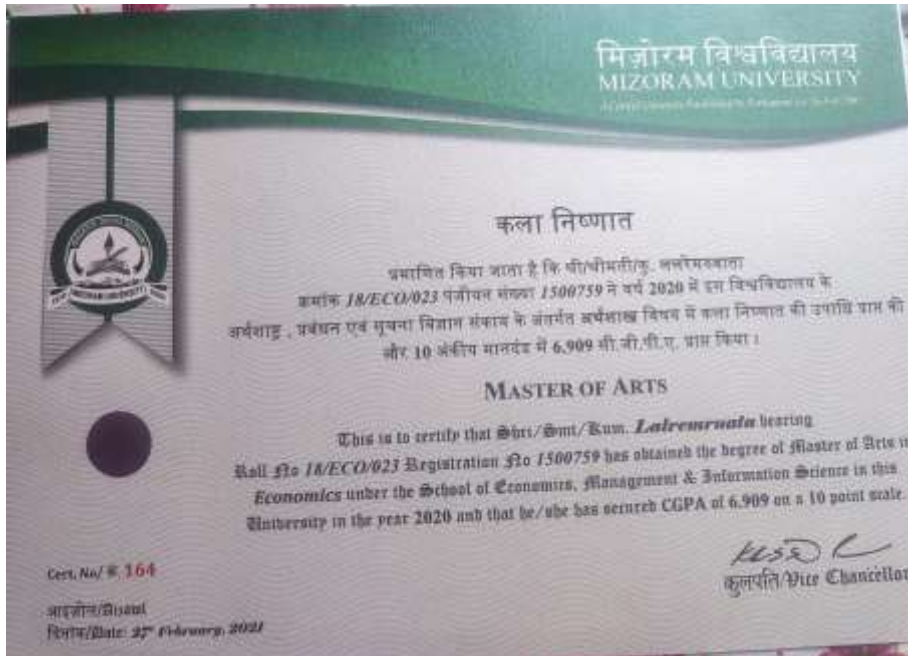 मिज़ोरम विश्वविद्यालय
MIZORAM UNIVERSITY
MIZORAM UNIVERSITY
कला निष्णात
प्रमाणित किया जाता है कि श्री/श्रीमती/कु.
क्रमांक 18/ECO/023 पंजीयन संख्या 1500759 ने वर्ष 2020 में इस विश्वविद्यालय के
अर्थशास्त्र, प्रबंधन एवं सूचना विज्ञान संकाय के अंतर्गत अर्थशास्त्र विषय में कला निष्णात की उपाधि प्राप्त की
और 10 अंकीय मानदंड में 6.909 सी.जी.पी.ए. प्राप्त किया ।
MASTER OF ARTS
This is to certify that Shri/Smt/Kum. Lalremruata bearing
Roll No 18/ECO/023 Registration No 1500759 has obtained the degree of Master of Arts in
Economics under the School of Economics, Management & Information Science in this
University in the year 2020 and that he/she has secured CGPA of 6.909 on a 10 point scale.
कुलपति/Vice Chancellor
Cert. No/क्र. 164
आइज़ोल/Aizawl
दिनांक/Date: 27th February, 2021